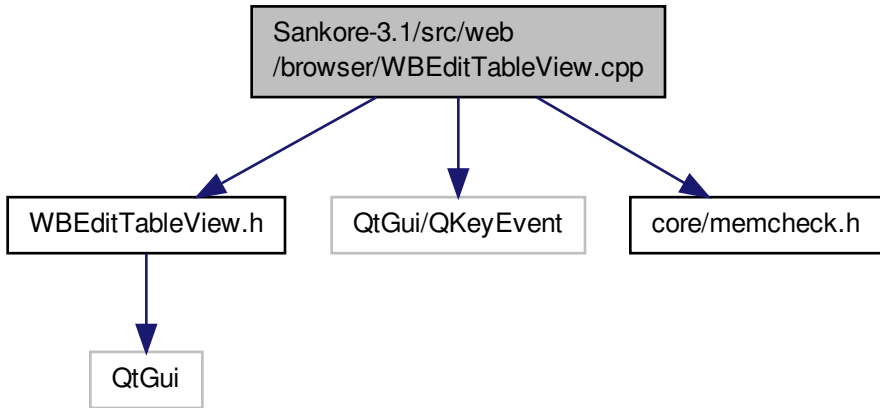 Sankore-3.1/src/web
/browser/WBEditTableView.cpp
WBEditTableView.h
QtGui/QKeyEvent
core/memcheck.h
QtGui